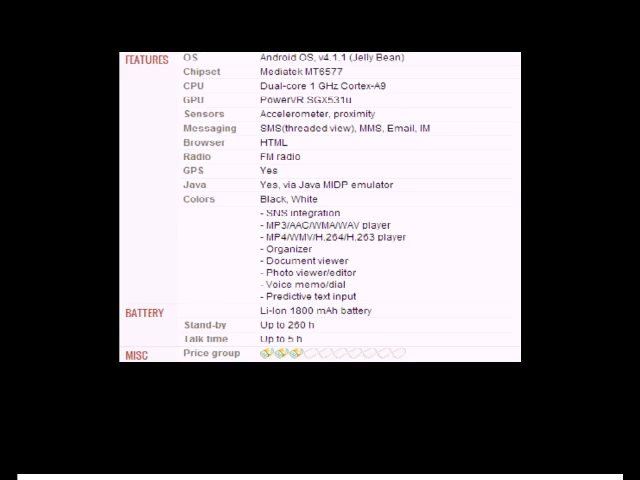 FEATURES OS Android OS, v4.1.1 (Jelly Bean)
Chipset Mediatek MT6577
CPU Dual-core 1 GHz Cortex-A9
GPU PowerVR SGX531u
Sensors Accelerometer, proximity
Messaging SMS(threaded view), MMS, Email, IM
Browser HTML
Radio FM radio
GPS Yes
Java Yes, via Java MIDP emulator
Colors Black, White
- SNS integration
- MP3/AAC/WMA/WAV player
- MP4/WMV/H.264/H.263 player
- Organizer
- Document viewer
- Photo viewer/editor
- Voice memo/dial
- Predictive text input
BATTERY Li-Ion 1800 mAh battery
Stand-by Up to 260 h
Talk time Up to 5 h
MISC Price group